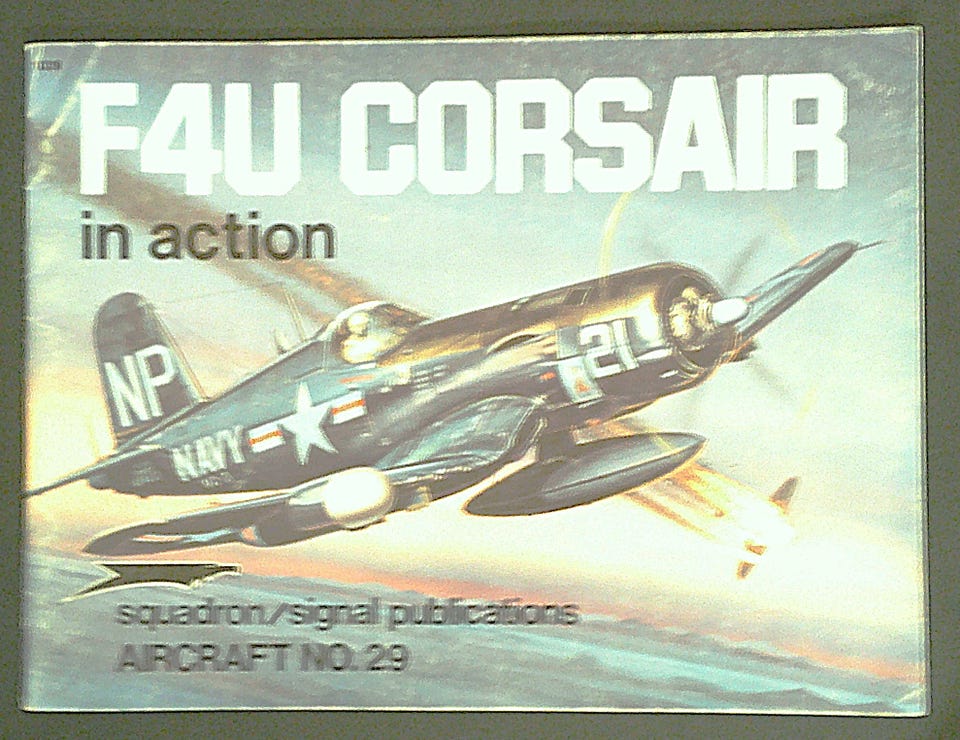 F4U CORSAIR
in action
21
NP
NAVY
squadron/signal publications
AIRCRAFT NO. 29